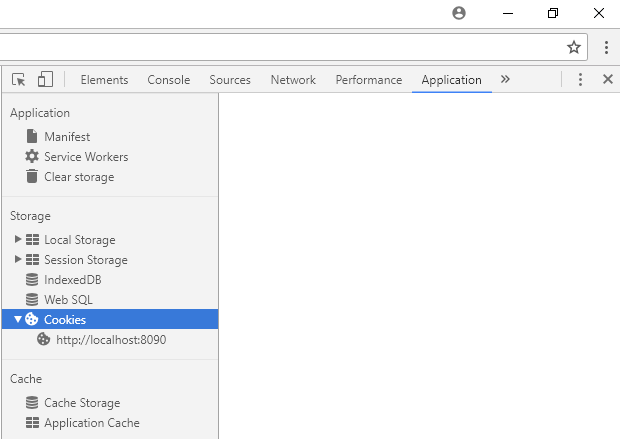 Elements Console Sources Network Performance Application
Application
Manifest
Service Workers
Clear storage
Storage
Local Storage
Session Storage
IndexedDB
Web SQL
Cookies
http://localhost:8090
Cache
Cache Storage
Application Cache